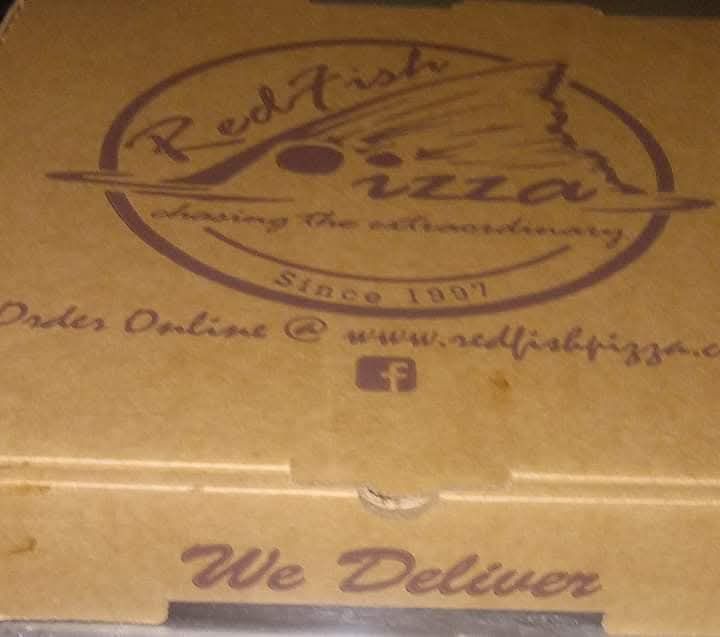 RedFish
Pizza
chasing the extraordinary
Since 1997
Order Online @ www.redfishpizza.c
We Deliver